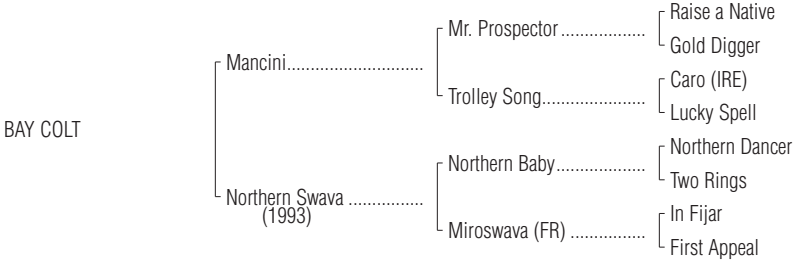 Raise a Native
Mr. Prospector..................
Gold Digger
Mancini.............................
Caro (IRE)
Trolley Song......................
Lucky Spell
BAY COLT
Northern Dancer
Northern Baby...................
Two Rings
Northern Swava ................
(1993)
In Fijar
Miroswava (FR) ................
First Appeal